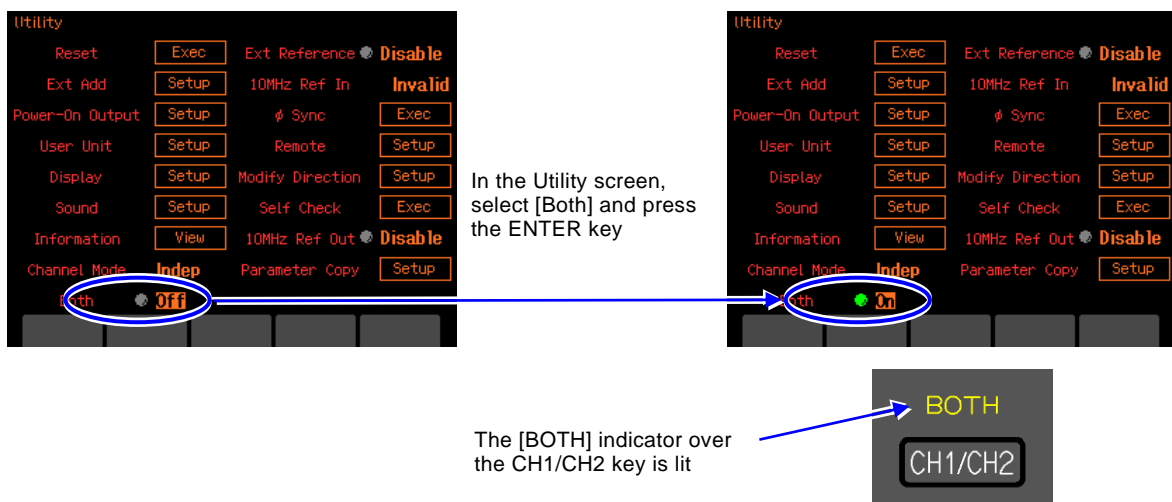 Utility
Reset Exec Ext Reference Disable
Ext Add Setup 10MHz Ref In Invalid
Power-On Output Setup ϕ Sync Exec
User Unit Setup Remote Setup
Display Setup Modify Direction Setup
Sound Setup Self Check Exec
Information View 10MHz Ref Out Disable
Channel Mode Indep Parameter Copy Setup
Both Off
In the Utility screen,
select [Both] and press
the ENTER key
Utility
Reset Exec Ext Reference Disable
Ext Add Setup 10MHz Ref In Invalid
Power-On Output Setup ϕ Sync Exec
User Unit Setup Remote Setup
Display Setup Modify Direction Setup
Sound Setup Self Check Exec
Information View 10MHz Ref Out Disable
Channel Mode Indep Parameter Copy Setup
Both On
The [BOTH] indicator over
the CH1/CH2 key is lit
BOTH
CH1/CH2